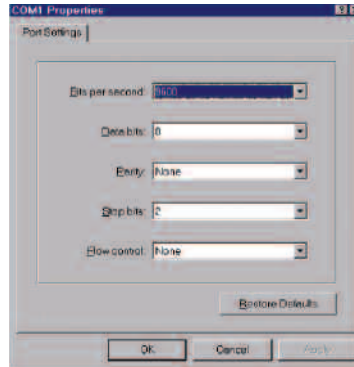 COM1 Properties
Port Settings
Bits per second: 9600
Data bits: 8
Parity: None
Stop bits: 2
Flow control: None
Restore Defaults
OK Cancel Apply